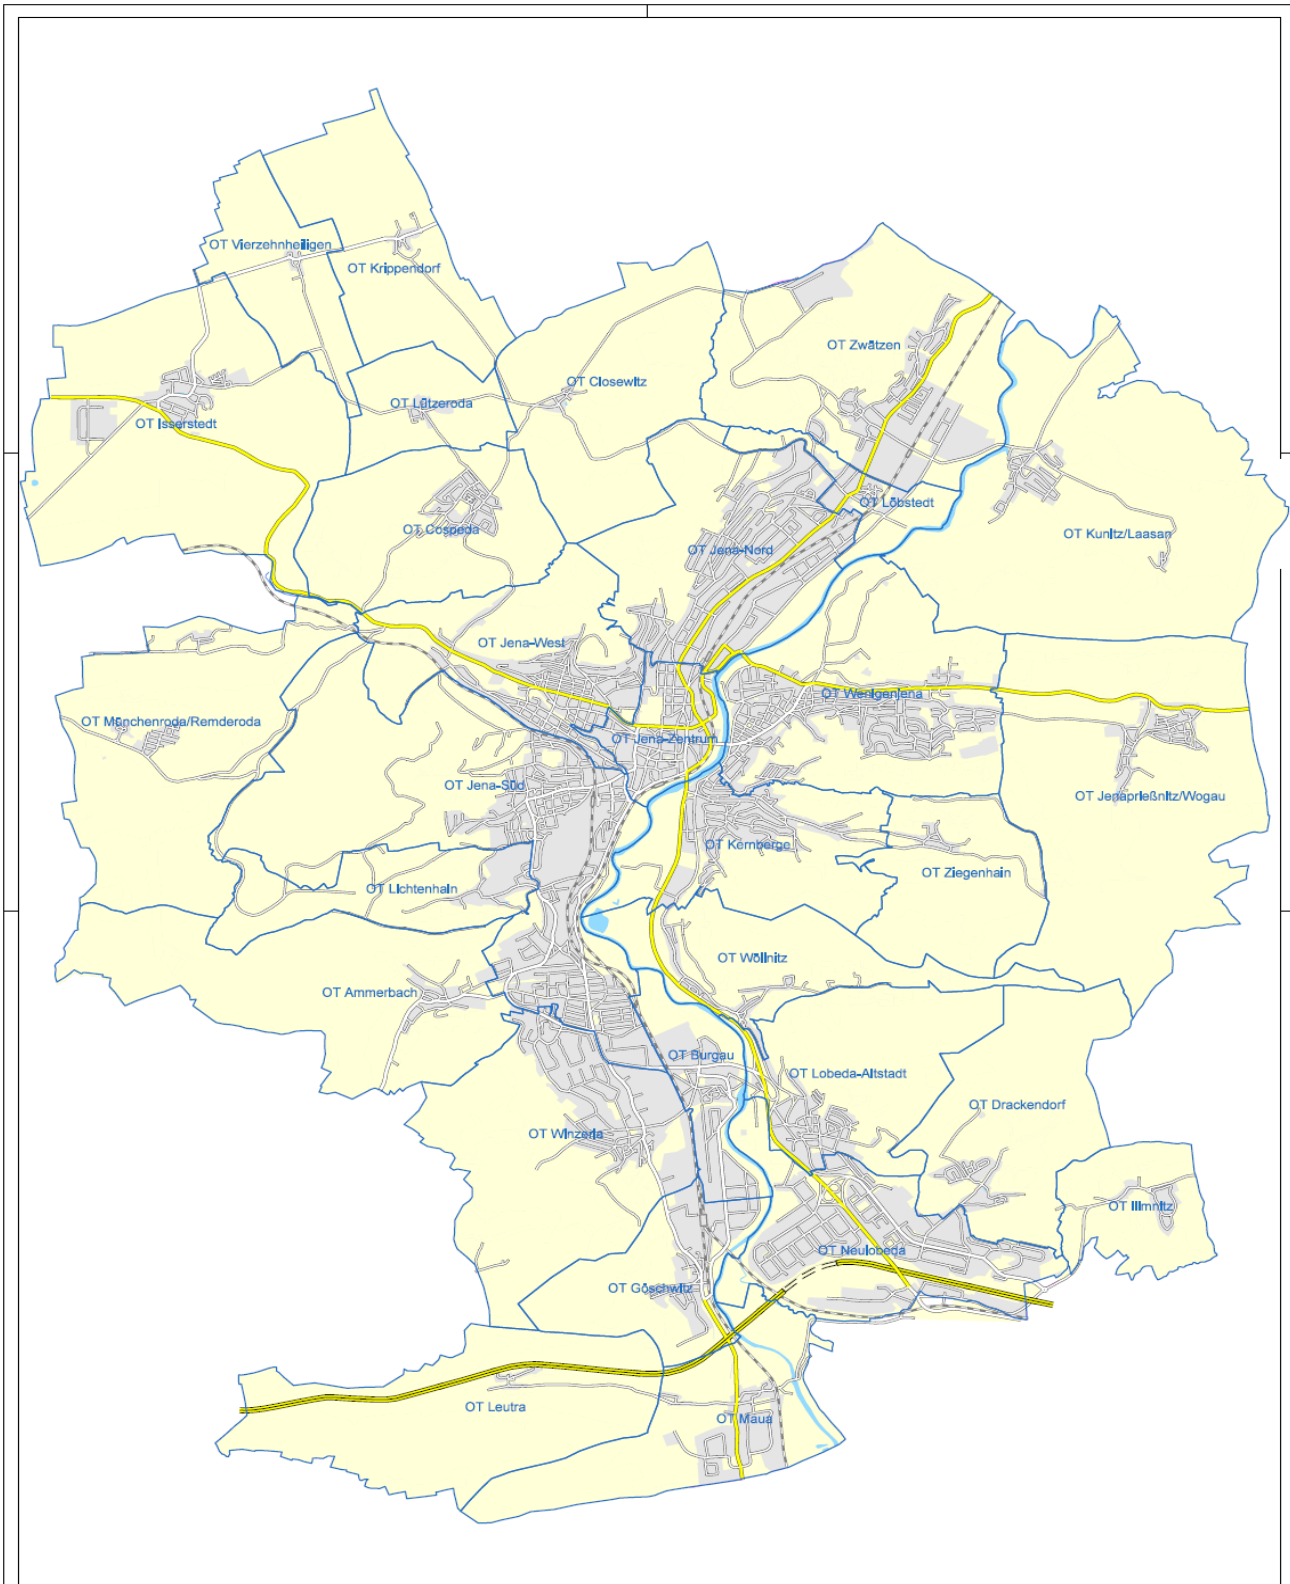 OT Vierzehnheiligen
OT Krippendorf
OT Zwätzen
OT Closewitz
OT Lützeroda
OT Isserstedt
OT Löbstedt
OT Cospeda
OT Kunitz/Laasan
OT Jena-Nord
OT Jena-West
OT Wenigenjena
OT Münchenroda/Remderoda
OT Jena-Zentrum
OT Jena-Süd
OT Jenaprießnitz/Wogau
OT Kernberge
OT Ziegenhain
OT Lichtenhain
OT Wöllnitz
OT Ammerbach
OT Burgau
OT Lobeda-Altstadt
OT Drackendorf
OT Winzerla
OT Ilmnitz
OT Neulobeda
OT Göschwitz
OT Leutra
OT Maua